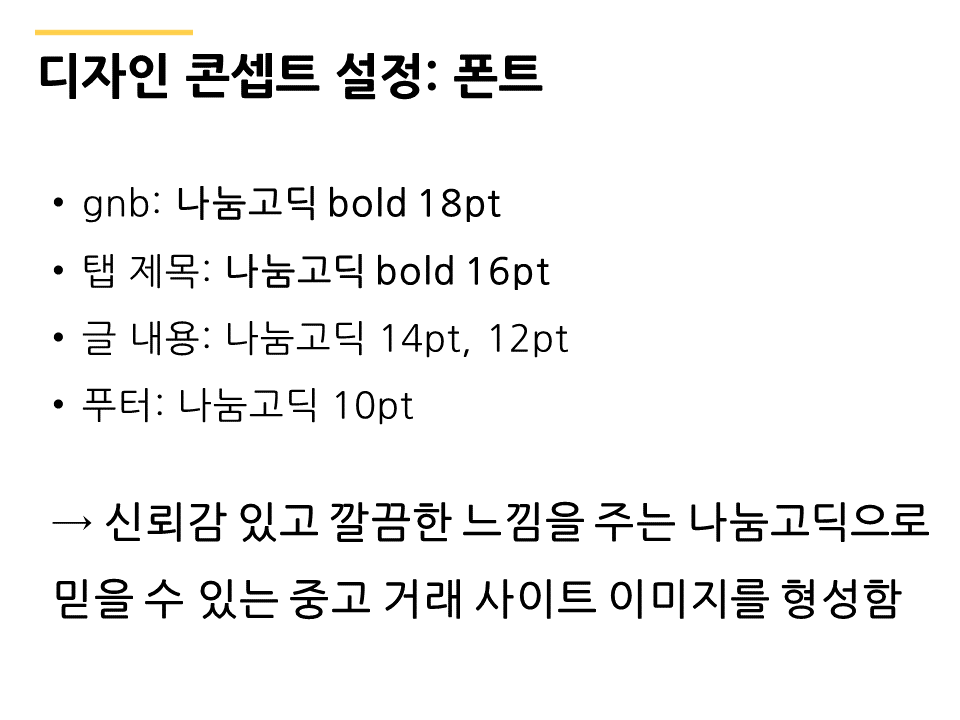 디자인 콘셉트 설정: 폰트
• gnb: 나눔고딕 bold 18pt
• 탭 제목: 나눔고딕 bold 16pt
• 글 내용: 나눔고딕 14pt, 12pt
• 푸터: 나눔고딕 10pt
→ 신뢰감 있고 깔끔한 느낌을 주는 나눔고딕으로
믿을 수 있는 중고 거래 사이트 이미지를 형성함